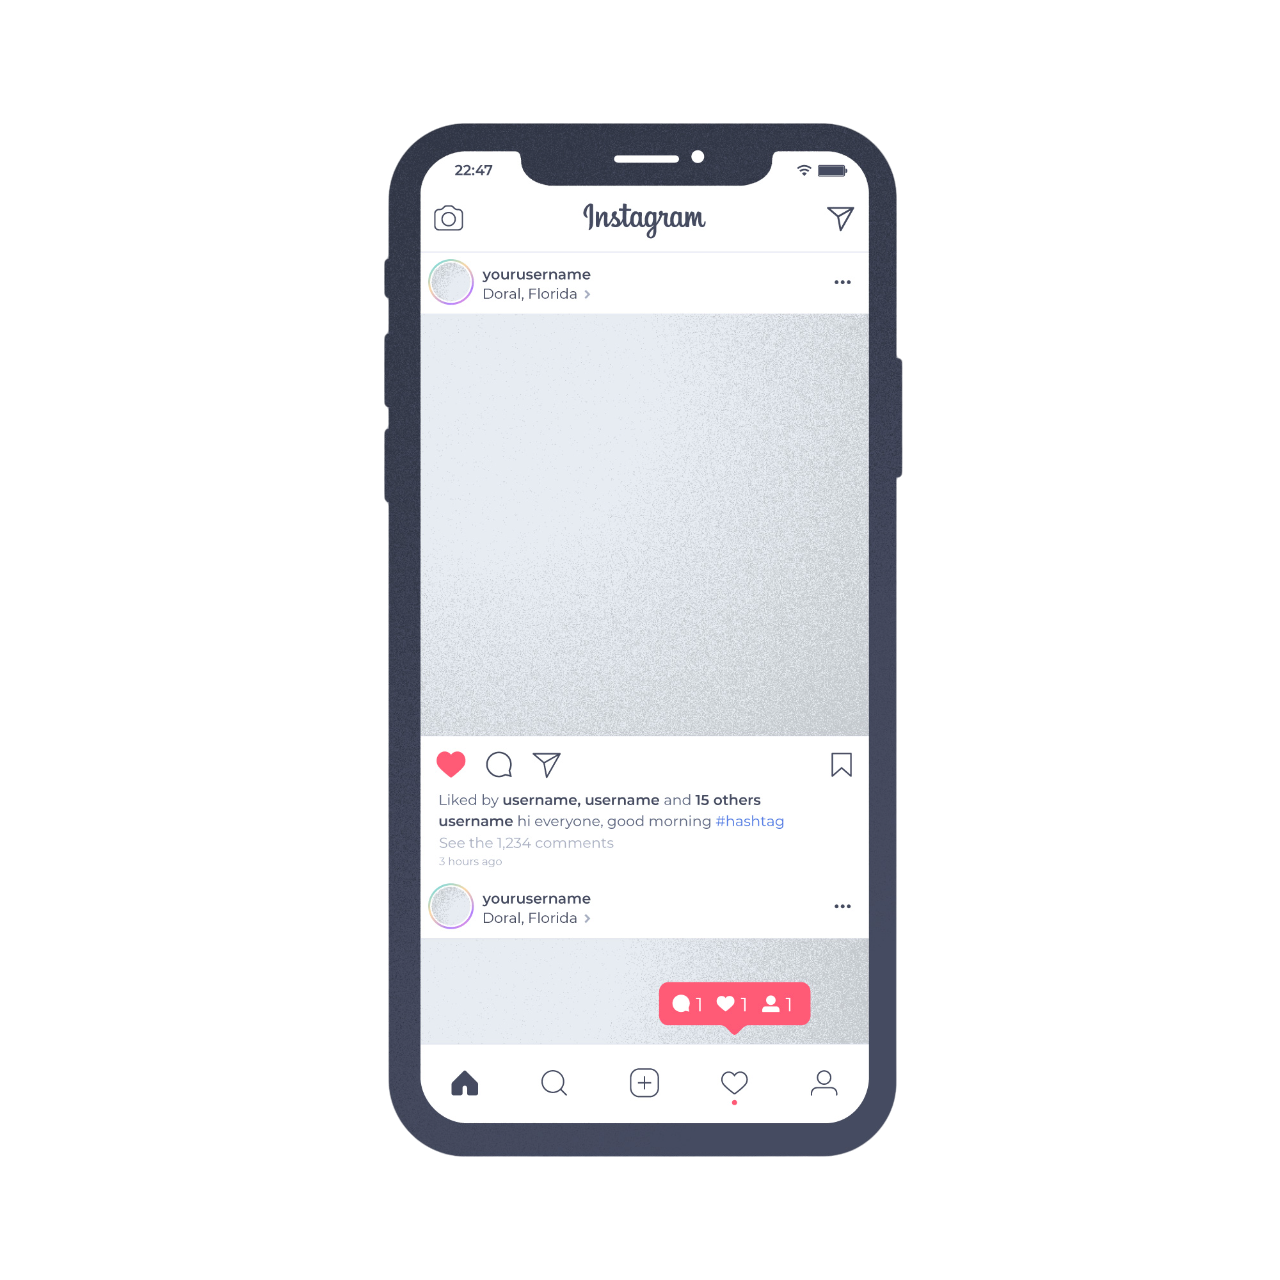 22:47
Instagram
yourusername
Doral, Florida >
Liked by username, username and 15 others
username hi everyone, good morning #hashtag
See the 1,234 comments
3 hours ago
yourusername
Doral, Florida >
1 1 1